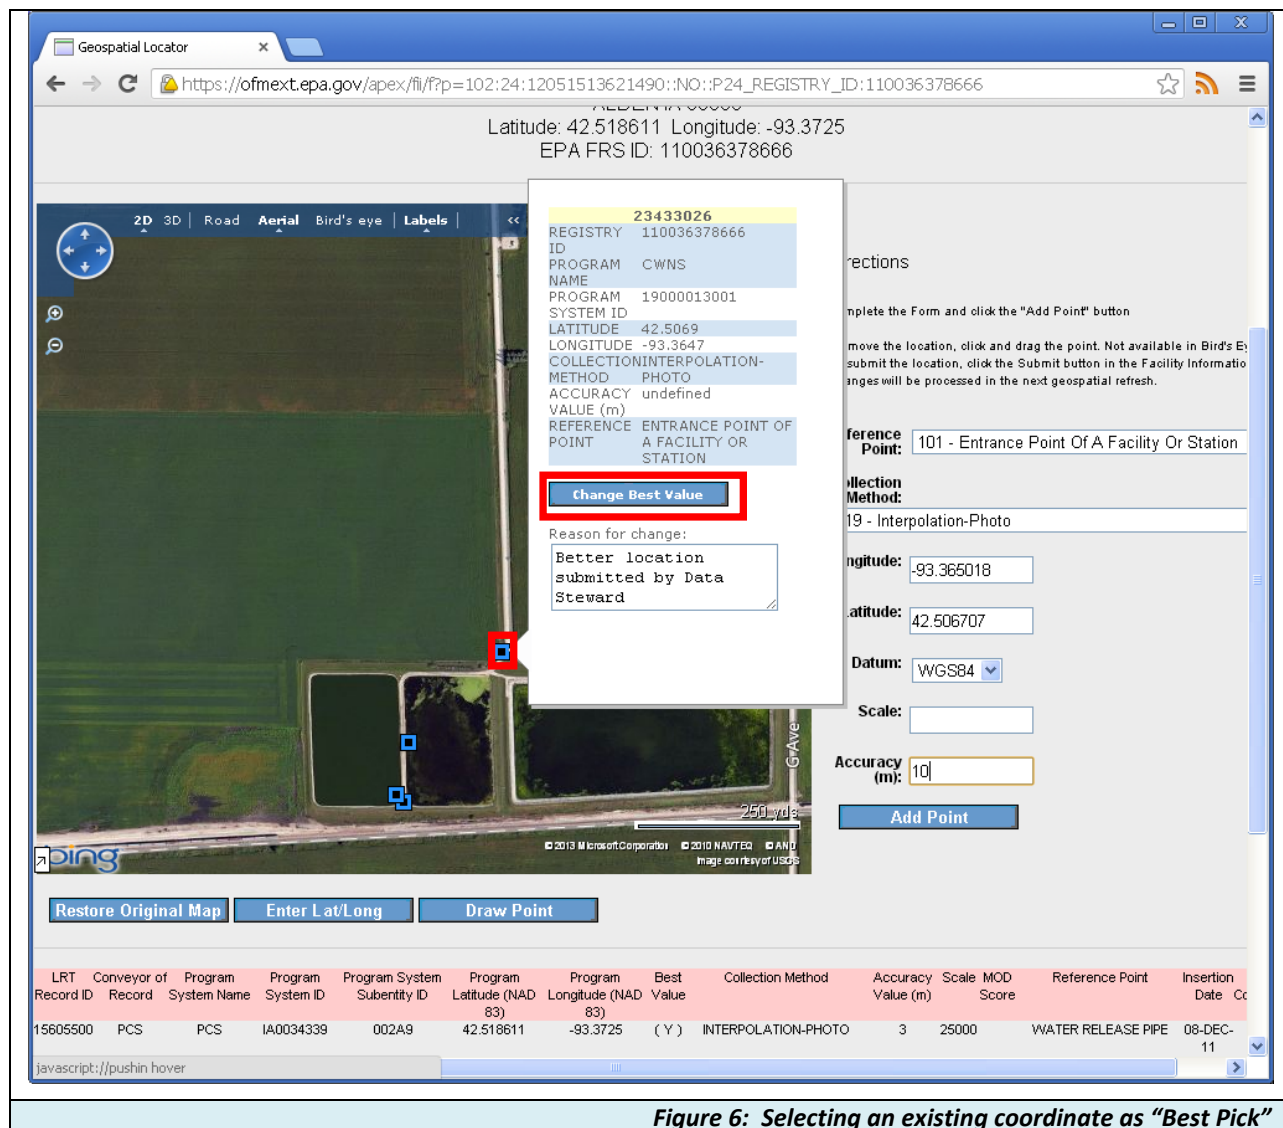 Geospatial Locator
https://ofmext.epa.gov/apex/fii/f?p=102:24:12051513621490::NO::P24_REGISTRY_ID:110036378666
Latitude: 42.518611 Longitude: -93.3725
EPA FRS ID: 110036378666
2D 3D | Road Aerial Bird's eye | Labels | <<
23433026
REGISTRY ID 110036378666
PROGRAM NAME CWNS
PROGRAM SYSTEM ID 19000013001
LATITUDE 42.5069
LONGITUDE -93.3647
COLLECTION METHOD INTERPOLATION-PHOTO
ACCURACY VALUE (m) undefined
REFERENCE POINT ENTRANCE POINT OF A FACILITY OR STATION
Change Best Value
Reason for change:
Better location
submitted by Data
Steward
rections
nplete the Form and click the "Add Point" button
move the location, click and drag the point. Not available in Bird's Ey
submit the location, click the Submit button in the Facility Informatio
anges will be processed in the next geospatial refresh.
ference Point: 101 - Entrance Point Of A Facility Or Station
llection Method:
19 - Interpolation-Photo
ngitude: -93.365018
atitude: 42.506707
Datum: WGS84
Scale:
Accuracy (m): 10
Add Point
G Ave
250 yds
© 2013 Microsoft Corporation © 2010 NAVTEQ © AND
Image courtesy of USGS
bing
Restore Original Map Enter Lat/Long Draw Point
LRT Record ID Conveyor of Record Program System Name Program System ID Program System Subentity ID Program Latitude (NAD 83) Program Longitude (NAD 83) Best Value Collection Method Accuracy Value (m) Scale MOD Score Reference Point Insertion Date Co
15605500 PCS PCS IA0034339 002A9 42.518611 -93.3725 ( Y ) INTERPOLATION-PHOTO 3 25000 WATER RELEASE PIPE 08-DEC-11
javascript://pushin hover
Figure 6: Selecting an existing coordinate as “Best Pick”